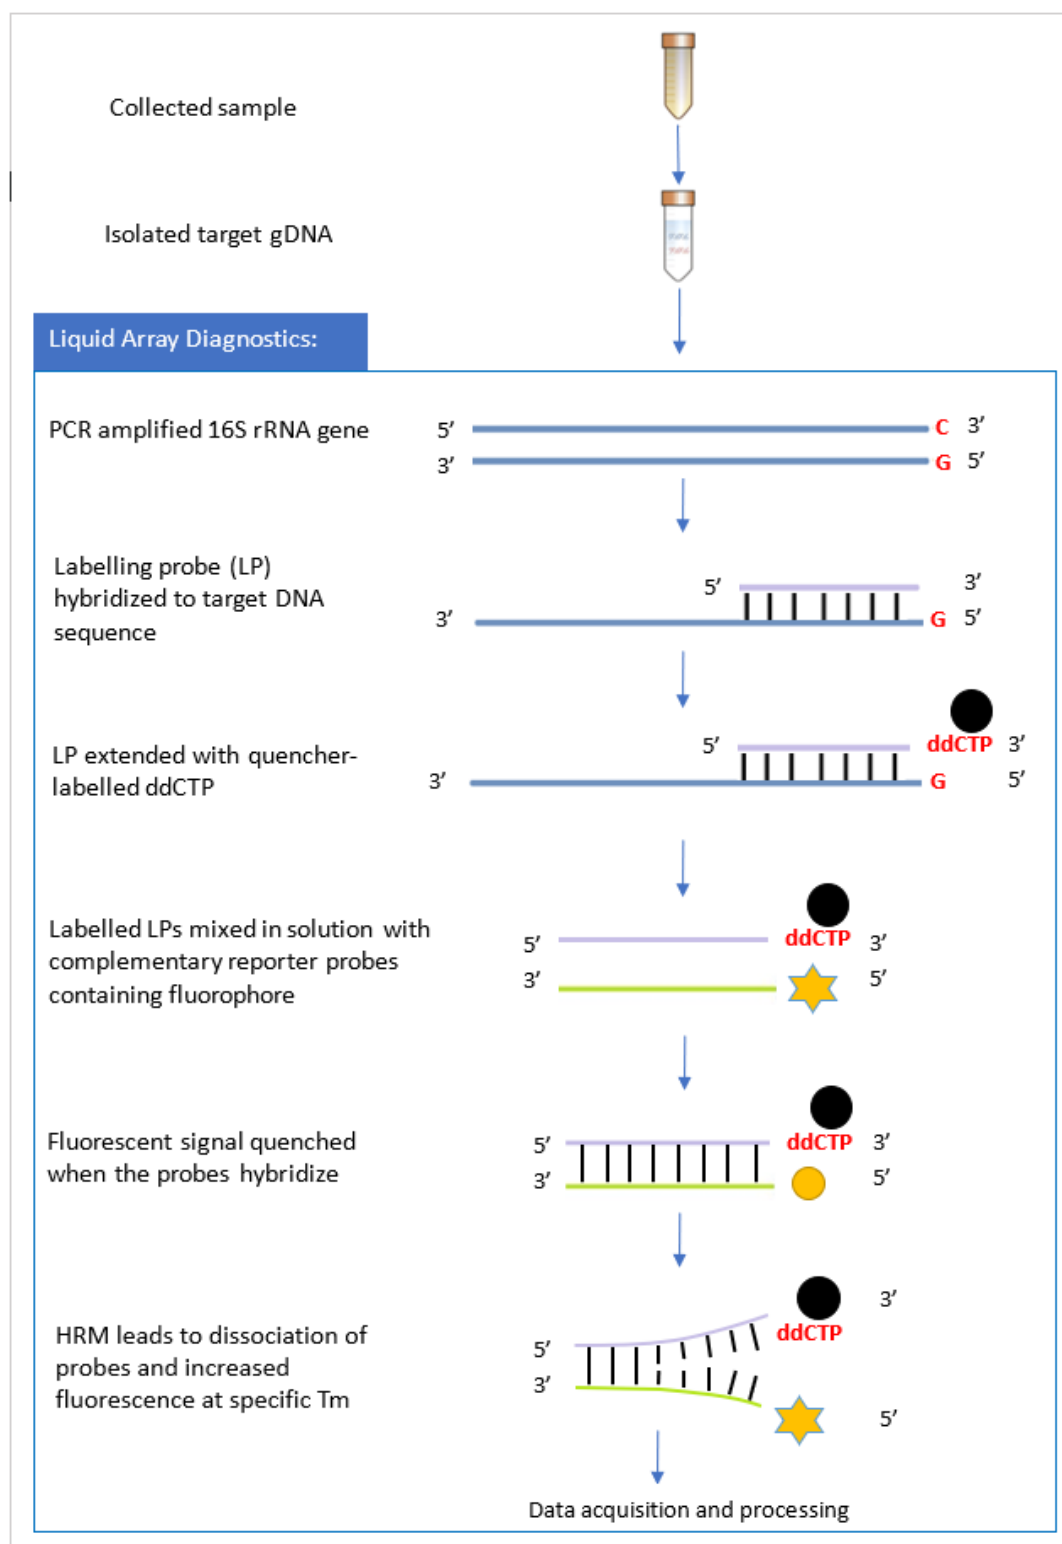 Collected sample
Isolated target gDNA
Liquid Array Diagnostics:
PCR amplified 16S rRNA gene
5’ C 3’
3’ G 5’
Labelling probe (LP)
hybridized to target DNA
sequence
5’ 3’
3’ G 5’
LP extended with quencher-
labelled ddCTP
5’ ddCTP 3’
3’ G 5’
Labelled LPs mixed in solution with
complementary reporter probes
containing fluorophore
5’ ddCTP 3’
3’ 5’
Fluorescent signal quenched
when the probes hybridize
5’ ddCTP 3’
3’ 5’
HRM leads to dissociation of
probes and increased
fluorescence at specific Tm
3’
ddCTP
5’
3’
5’
Data acquisition and processing